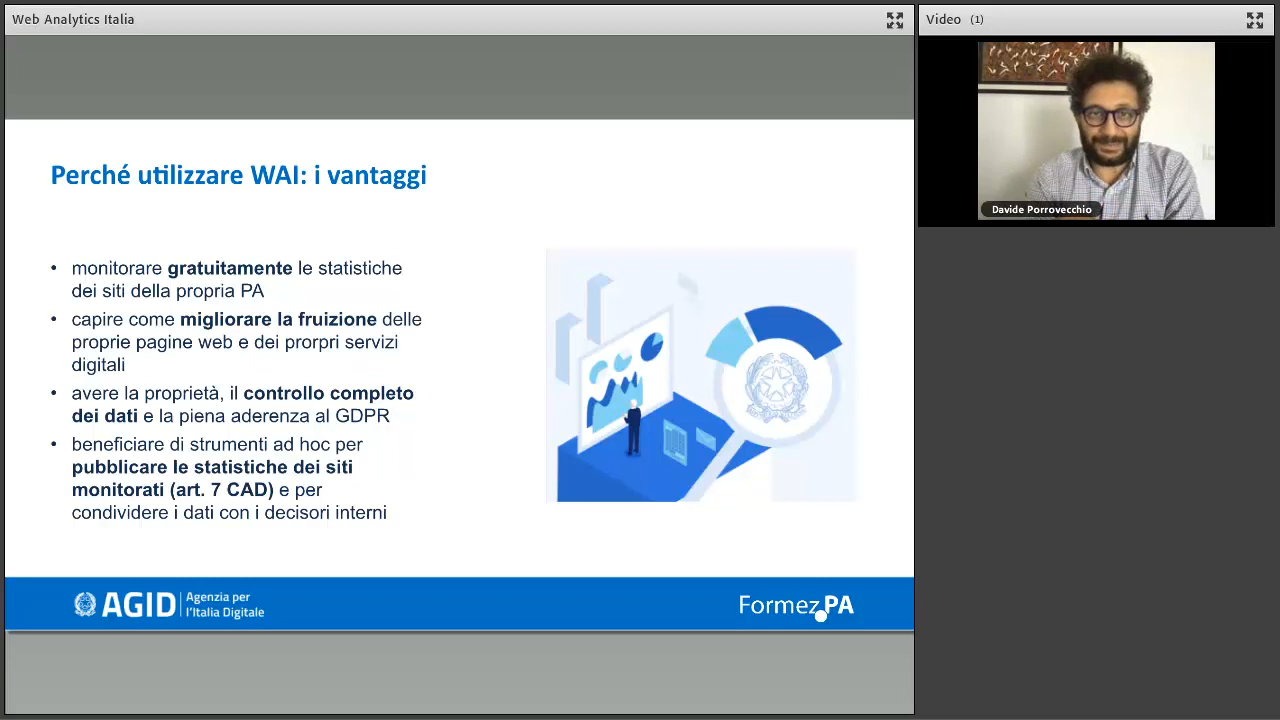 Web Analytics Italia
Video (1)
Davide Porrovecchio
Perché utilizzare WAI: i vantaggi
• monitorare gratuitamente le statistiche
dei siti della propria PA
• capire come migliorare la fruizione delle
proprie pagine web e dei prorpri servizi
digitali
• avere la proprietà, il controllo completo
dei dati e la piena aderenza al GDPR
• beneficiare di strumenti ad hoc per
pubblicare le statistiche dei siti
monitorati (art. 7 CAD) e per
condividere i dati con i decisori interni
AGID Agenzia per
l'Italia Digitale
Formez PA